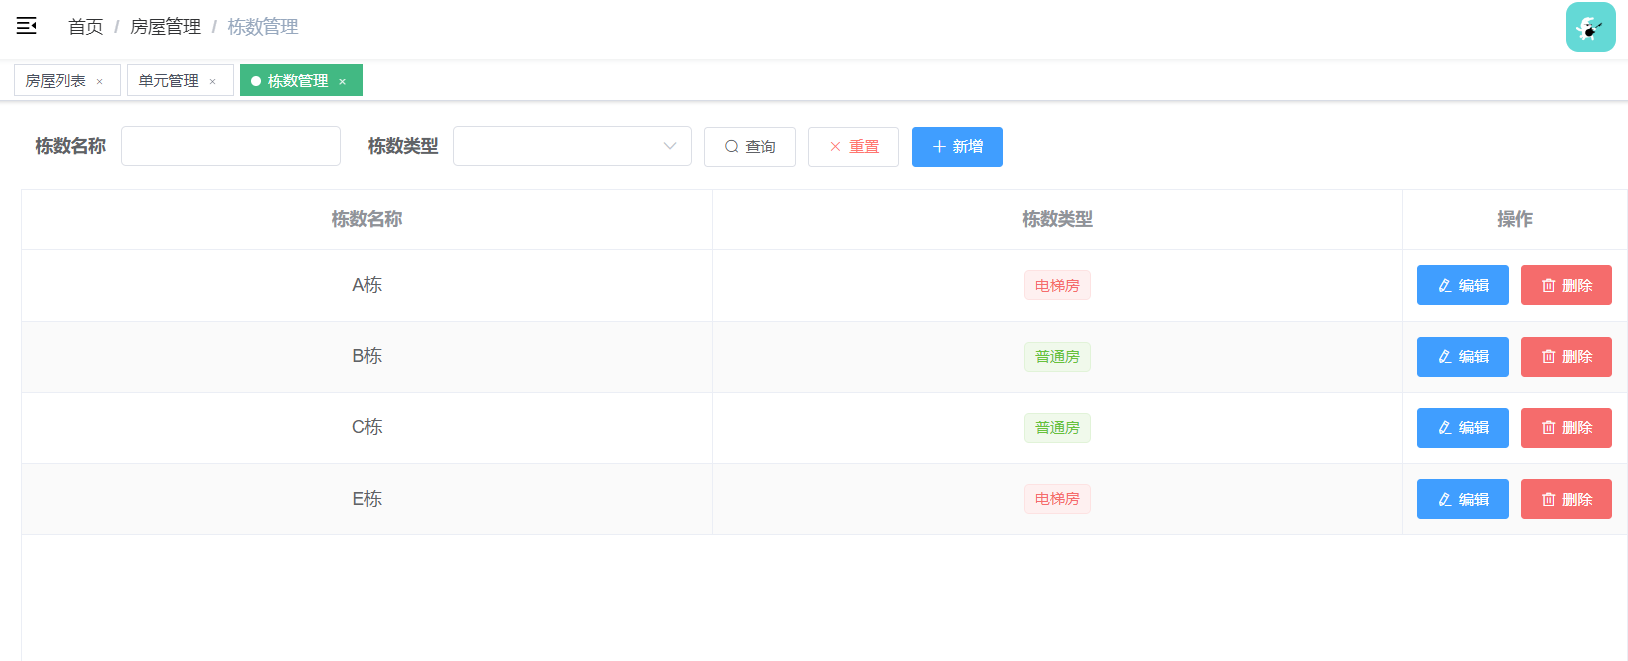 首页 / 房屋管理 / 栋数管理
房屋列表 × 单元管理 × 栋数管理 ×
栋数名称 栋数类型 查询 重置 新增
栋数名称 栋数类型 操作
A栋 电梯房 编辑 删除
B栋 普通房 编辑 删除
C栋 普通房 编辑 删除
E栋 电梯房 编辑 删除